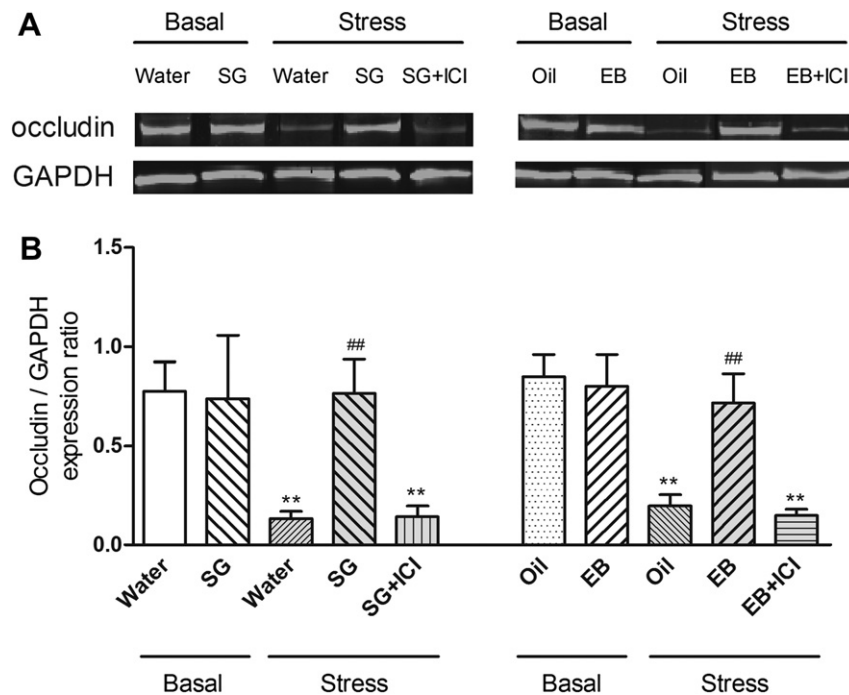 A
Basal Stress Basal Stress
Water SG Water SG SG+ICI Oil EB Oil EB EB+ICI
occludin
GAPDH
B
Occludin / GAPDH
expression ratio
1.5
1.0
0.5
0.0
** ## ** ** ## **
Water SG Water SG SG+ICI Oil EB Oil EB EB+ICI
Basal Stress Basal Stress